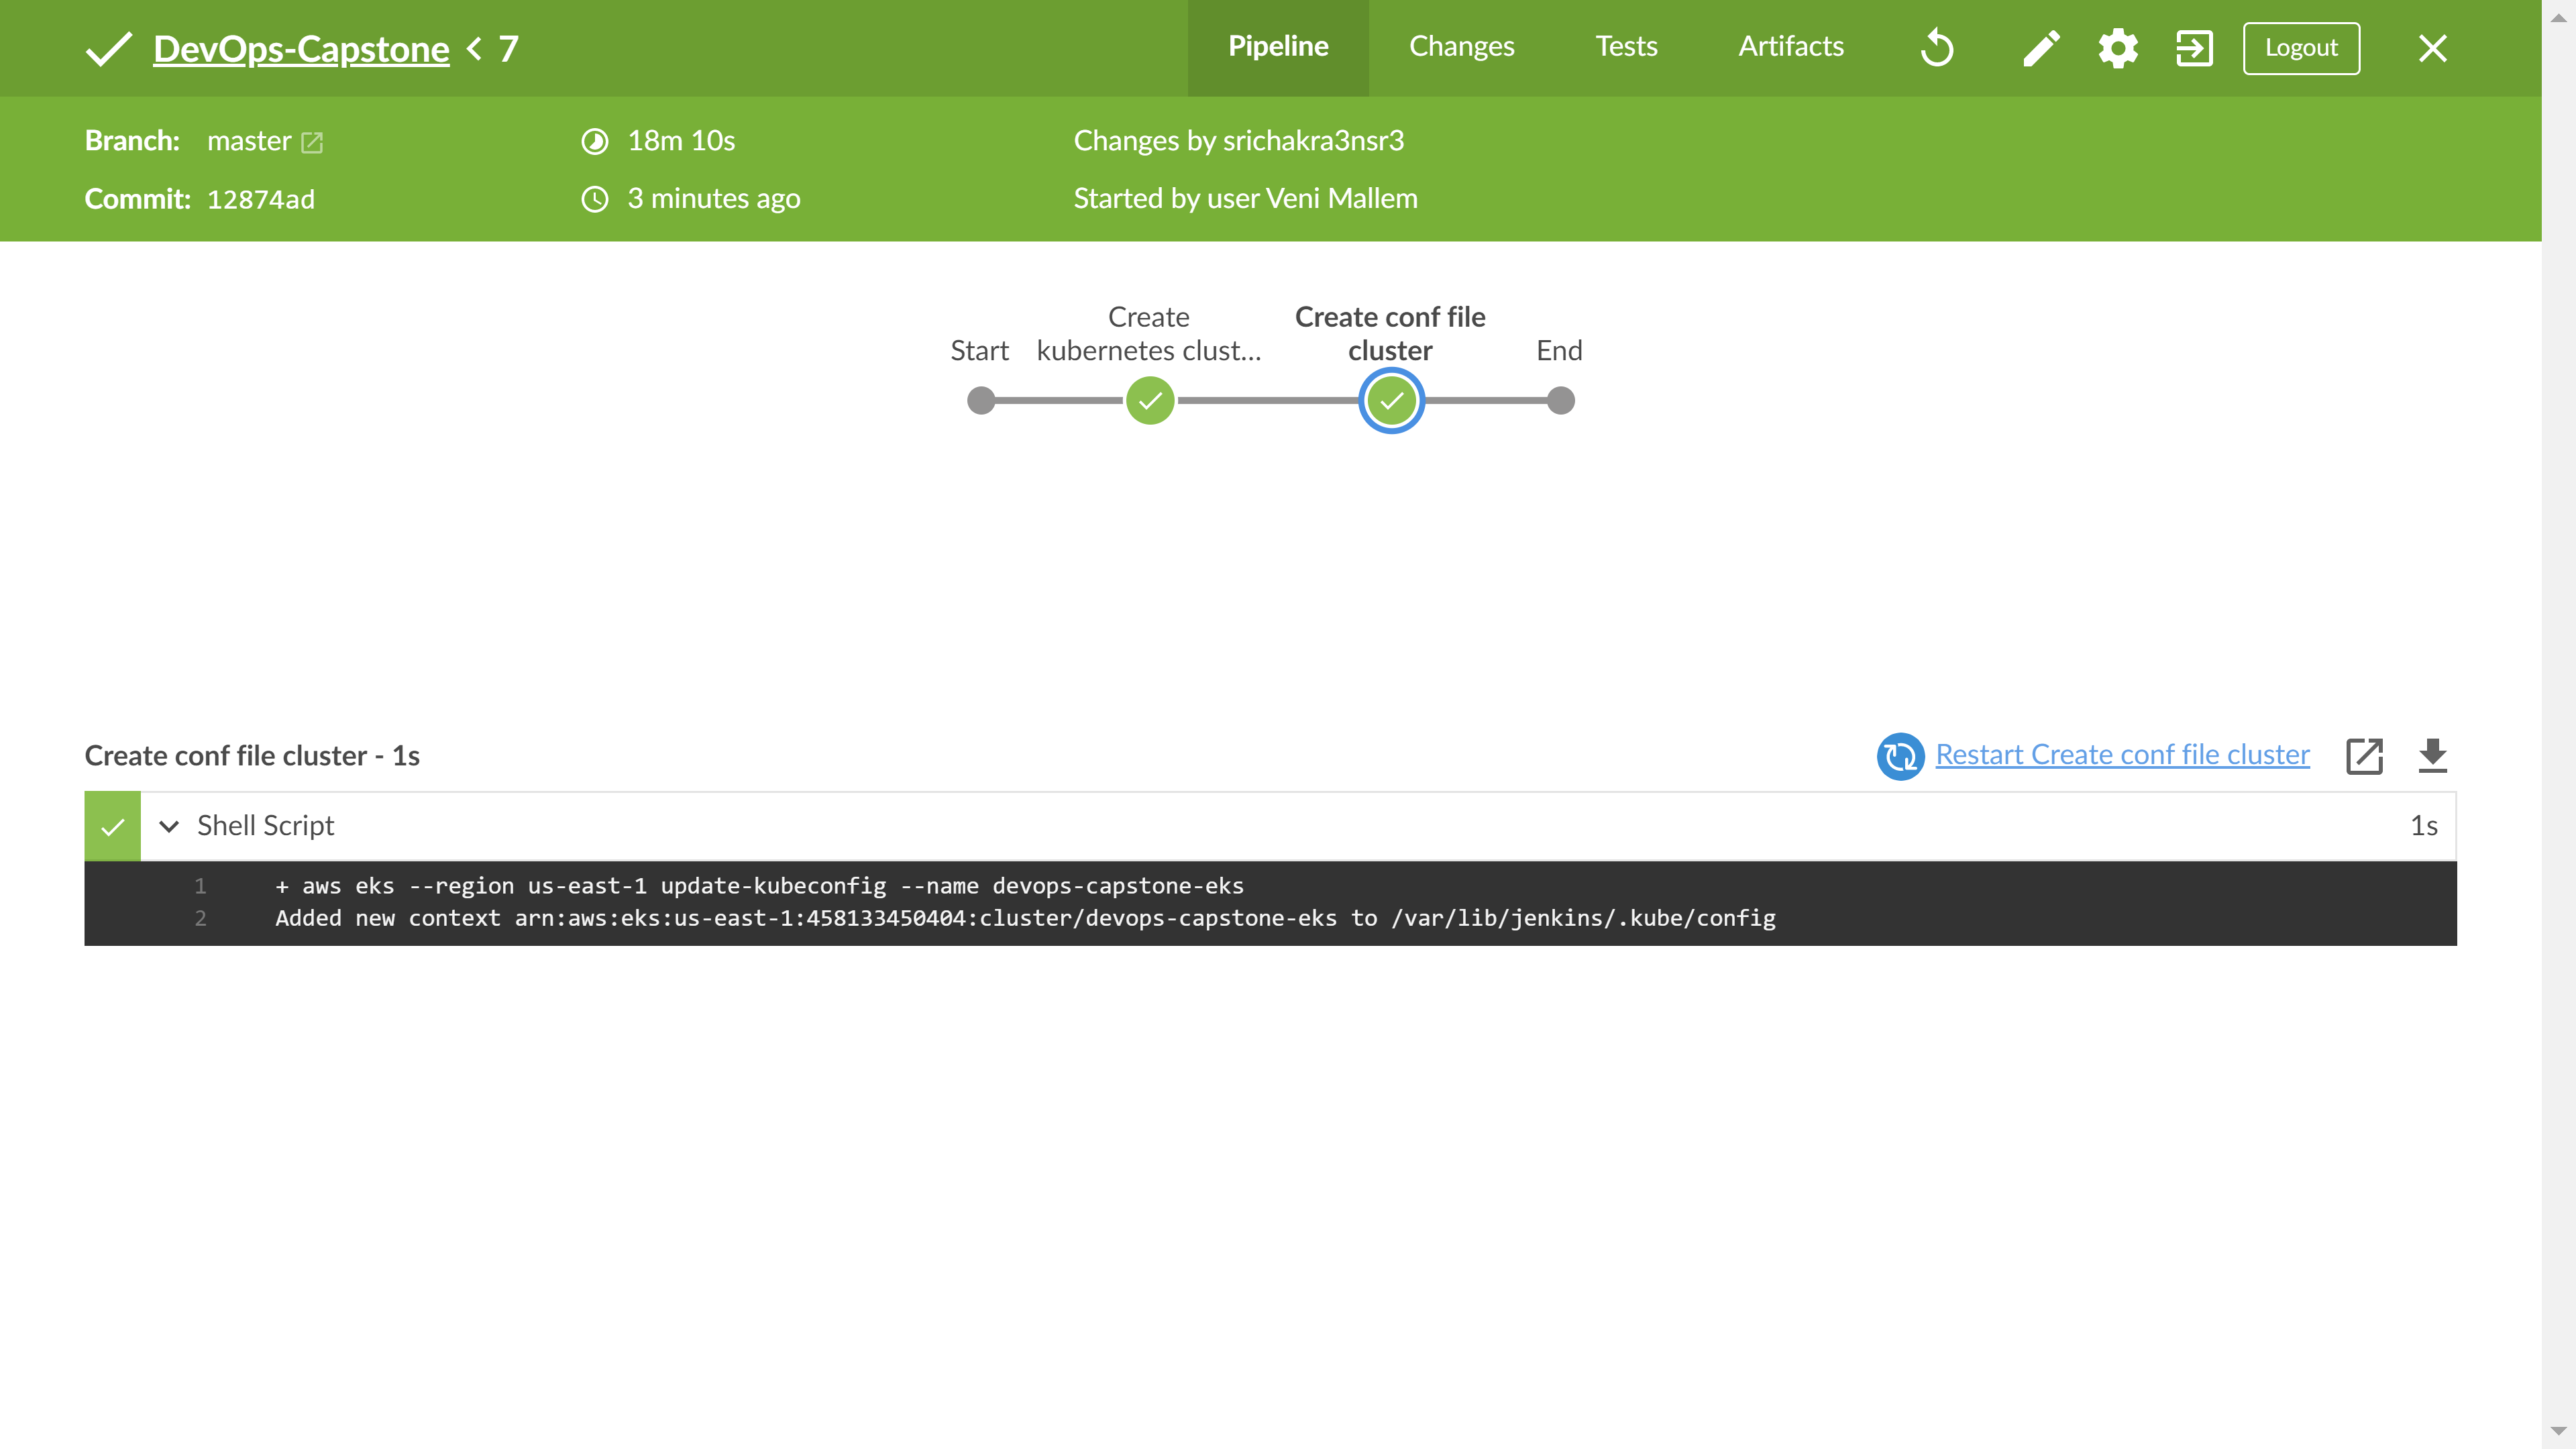 DevOps-Capstone < 7
Pipeline
Changes
Tests
Artifacts
Logout
Branch: master
18m 10s
Changes by srichakra3nsr3
Commit: 12874ad
3 minutes ago
Started by user Veni Mallem
Start
Create
kubernetes clust...
Create conf file
cluster
End
Create conf file cluster - 1s
Restart Create conf file cluster
Shell Script
1s
1 + aws eks --region us-east-1 update-kubeconfig --name devops-capstone-eks
2 Added new context arn:aws:eks:us-east-1:458133450404:cluster/devops-capstone-eks to /var/lib/jenkins/.kube/config